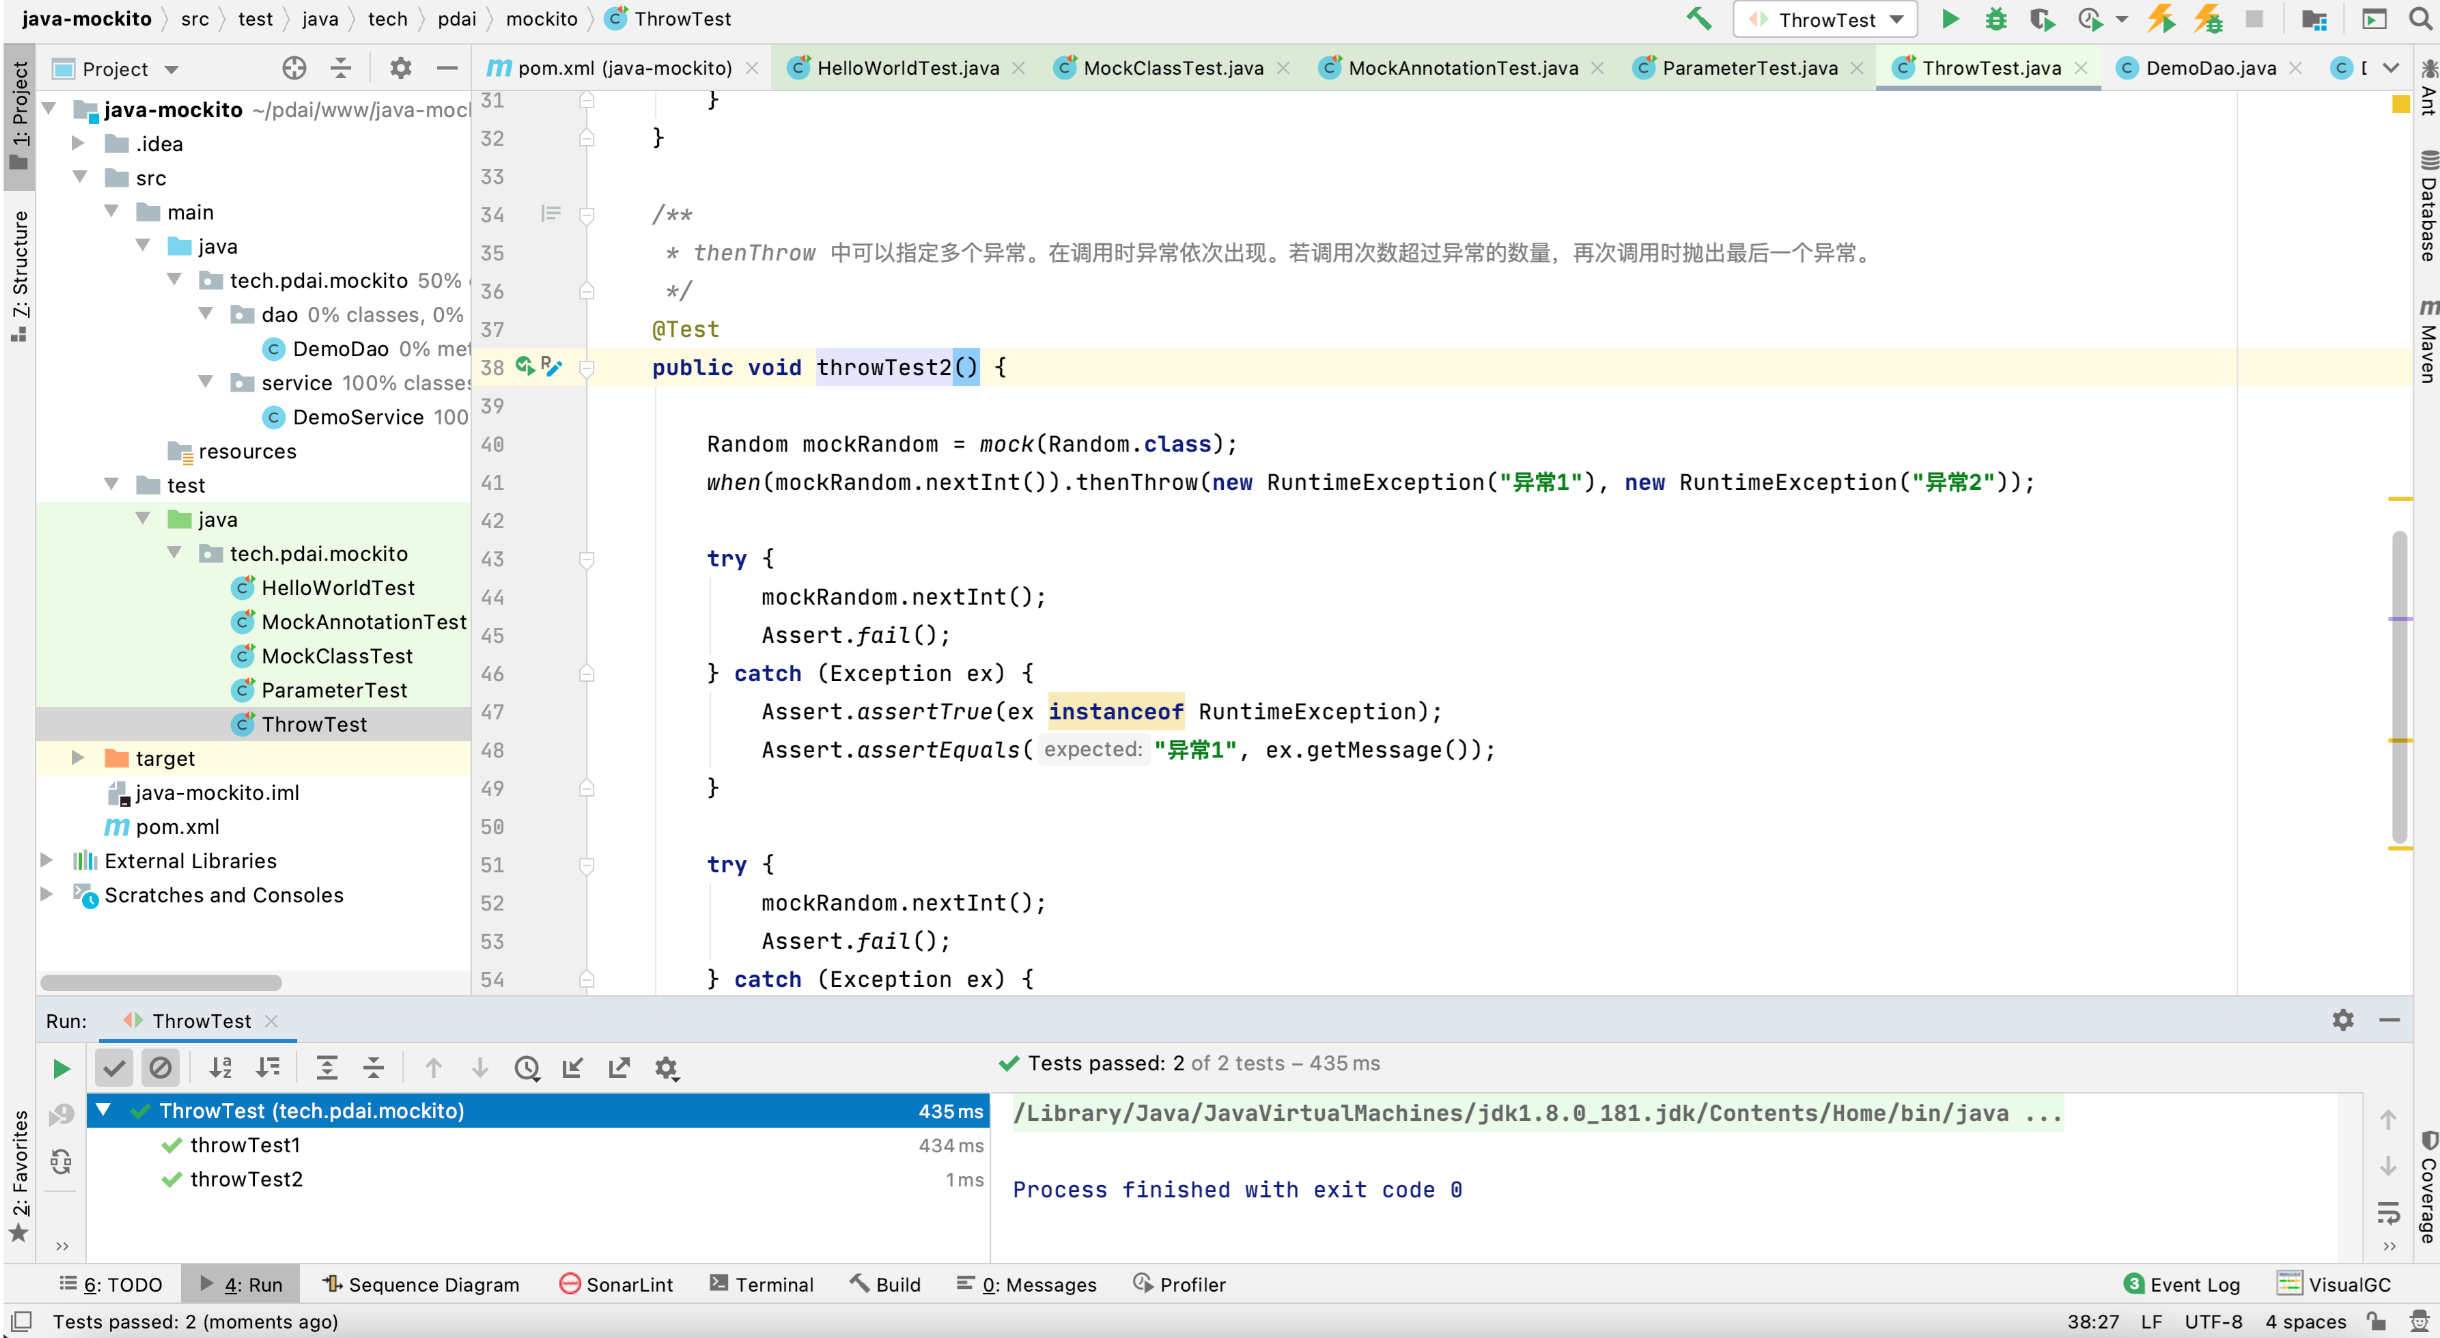 java-mockito src test java tech pdai mockito ThrowTest
ThrowTest
Project
pom.xml (java-mockito) HelloWorldTest.java MockClassTest.java MockAnnotationTest.java ParameterTest.java ThrowTest.java DemoDao.java
1: Project
7: Structure
2: Favorites
java-mockito ~/pdai/www/java-moc
.idea
src
main
java
tech.pdai.mockito 50%
dao 0% classes, 0%
DemoDao 0% met
service 100% classes
DemoService 100
resources
test
java
tech.pdai.mockito
HelloWorldTest
MockAnnotationTest
MockClassTest
ParameterTest
ThrowTest
target
java-mockito.iml
pom.xml
External Libraries
Scratches and Consoles
31 }
32 }
33
34 /**
35 * thenThrow 中可以指定多个异常。在调用时异常依次出现。若调用次数超过异常的数量，再次调用时抛出最后一个异常。
36 */
37 @Test
38 public void throwTest2() {
39
40 Random mockRandom = mock(Random.class);
41 when(mockRandom.nextInt()).thenThrow(new RuntimeException("异常1"), new RuntimeException("异常2"));
42
43 try {
44 mockRandom.nextInt();
45 Assert.fail();
46 } catch (Exception ex) {
47 Assert.assertTrue(ex instanceof RuntimeException);
48 Assert.assertEquals( expected: "异常1", ex.getMessage());
49 }
50
51 try {
52 mockRandom.nextInt();
53 Assert.fail();
54 } catch (Exception ex) {
Ant
Database
Maven
Coverage
Run: ThrowTest
Tests passed: 2 of 2 tests – 435 ms
ThrowTest (tech.pdai.mockito) 435 ms
throwTest1 434 ms
throwTest2 1 ms
/Library/Java/JavaVirtualMachines/jdk1.8.0_181.jdk/Contents/Home/bin/java ...
Process finished with exit code 0
6: TODO 4: Run Sequence Diagram SonarLint Terminal Build 0: Messages Profiler 3 Event Log VisualGC
Tests passed: 2 (moments ago) 38:27 LF UTF-8 4 spaces